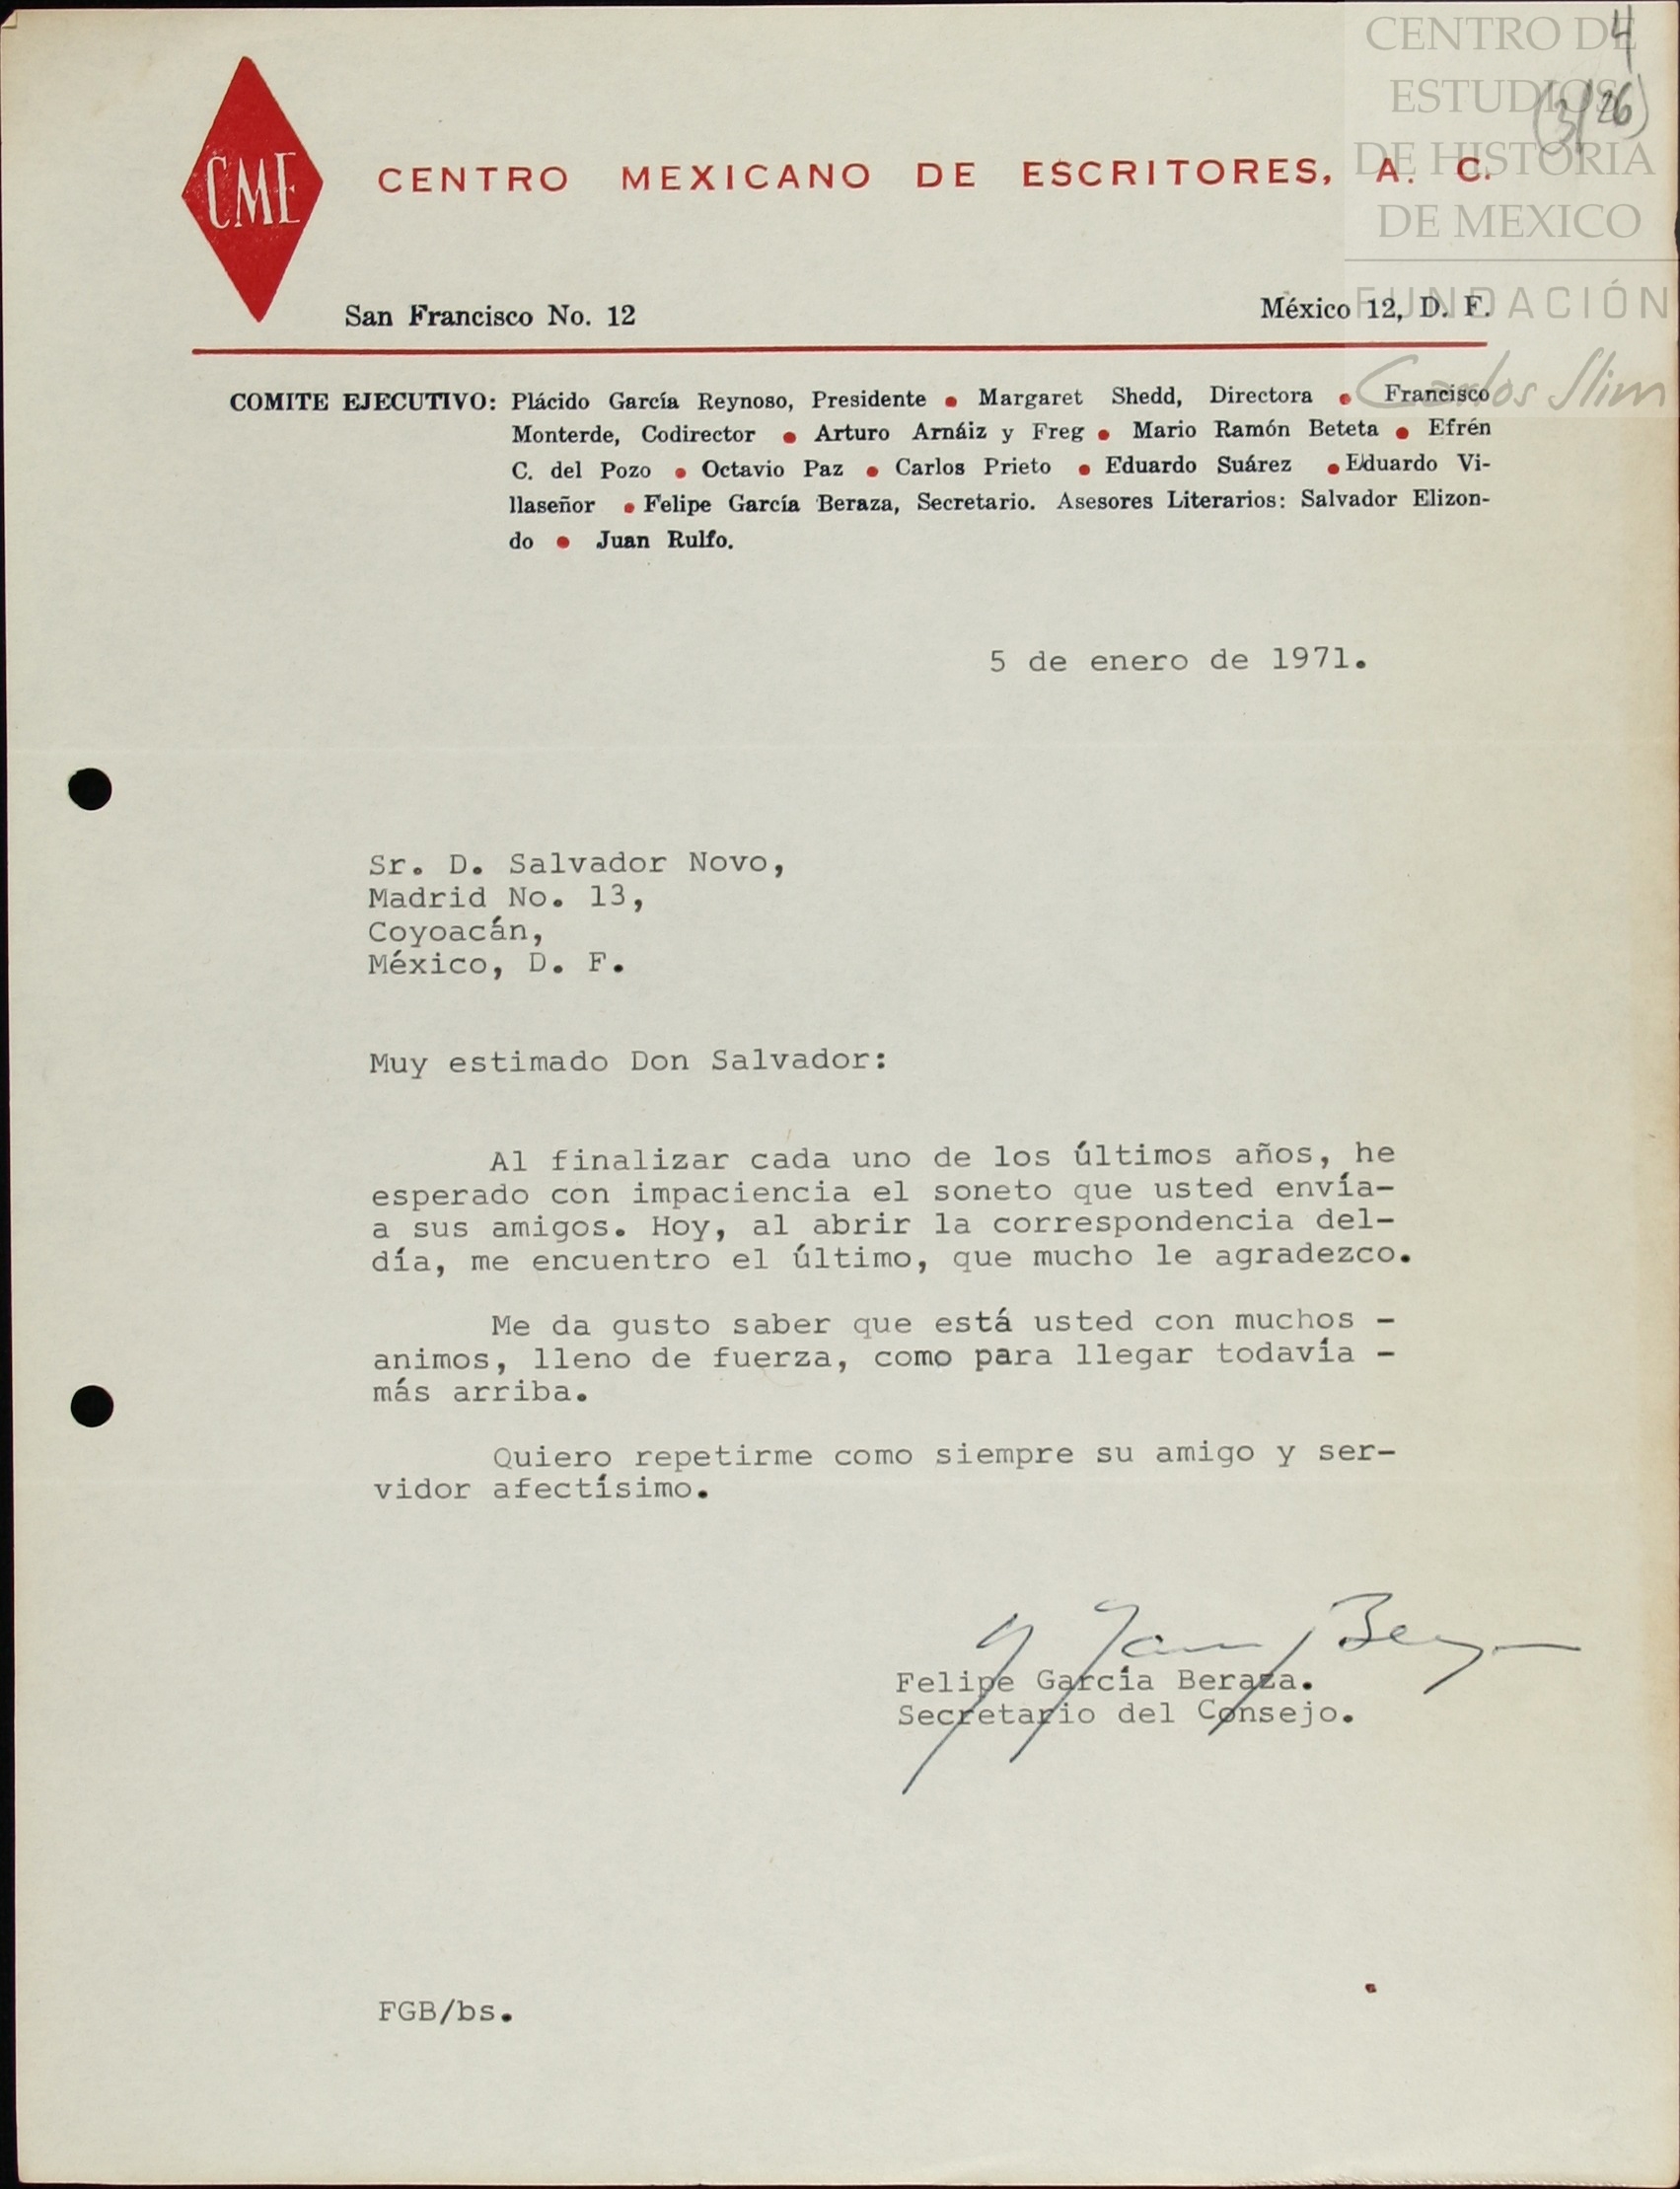 CENTRO DE
ESTUDIOS
DE HISTORIA
DE MEXICO
FUNDACIÓN
Carlos Slim
4
(3/26)
CME
CENTRO MEXICANO DE ESCRITORES, A. C.
San Francisco No. 12
México 12, D. F.
COMITE EJECUTIVO: Plácido García Reynoso, Presidente • Margaret Shedd, Directora • Francisco
Monterde, Codirector • Arturo Arnáiz y Freg • Mario Ramón Beteta • Efrén
C. del Pozo • Octavio Paz • Carlos Prieto • Eduardo Suárez • Eduardo Vi-
llaseñor • Felipe García Beraza, Secretario. Asesores Literarios: Salvador Elizon-
do • Juan Rulfo.
5 de enero de 1971.
Sr. D. Salvador Novo,
Madrid No. 13,
Coyoacán,
México, D. F.
Muy estimado Don Salvador:
Al finalizar cada uno de los últimos años, he
esperado con impaciencia el soneto que usted envía-
a sus amigos. Hoy, al abrir la correspondencia del-
día, me encuentro el último, que mucho le agradezco.
Me da gusto saber que está usted con muchos -
animos, lleno de fuerza, como para llegar todavía -
más arriba.
Quiero repetirme como siempre su amigo y ser-
vidor afectísimo.
Felipe García Beraza.
Secretario del Consejo.
FGB/bs.